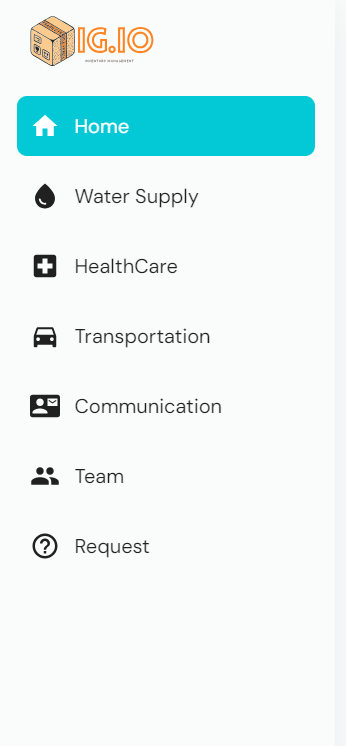 IG.IO
INVENTORY MANAGEMENT
Home
Water Supply
HealthCare
Transportation
Communication
Team
Request